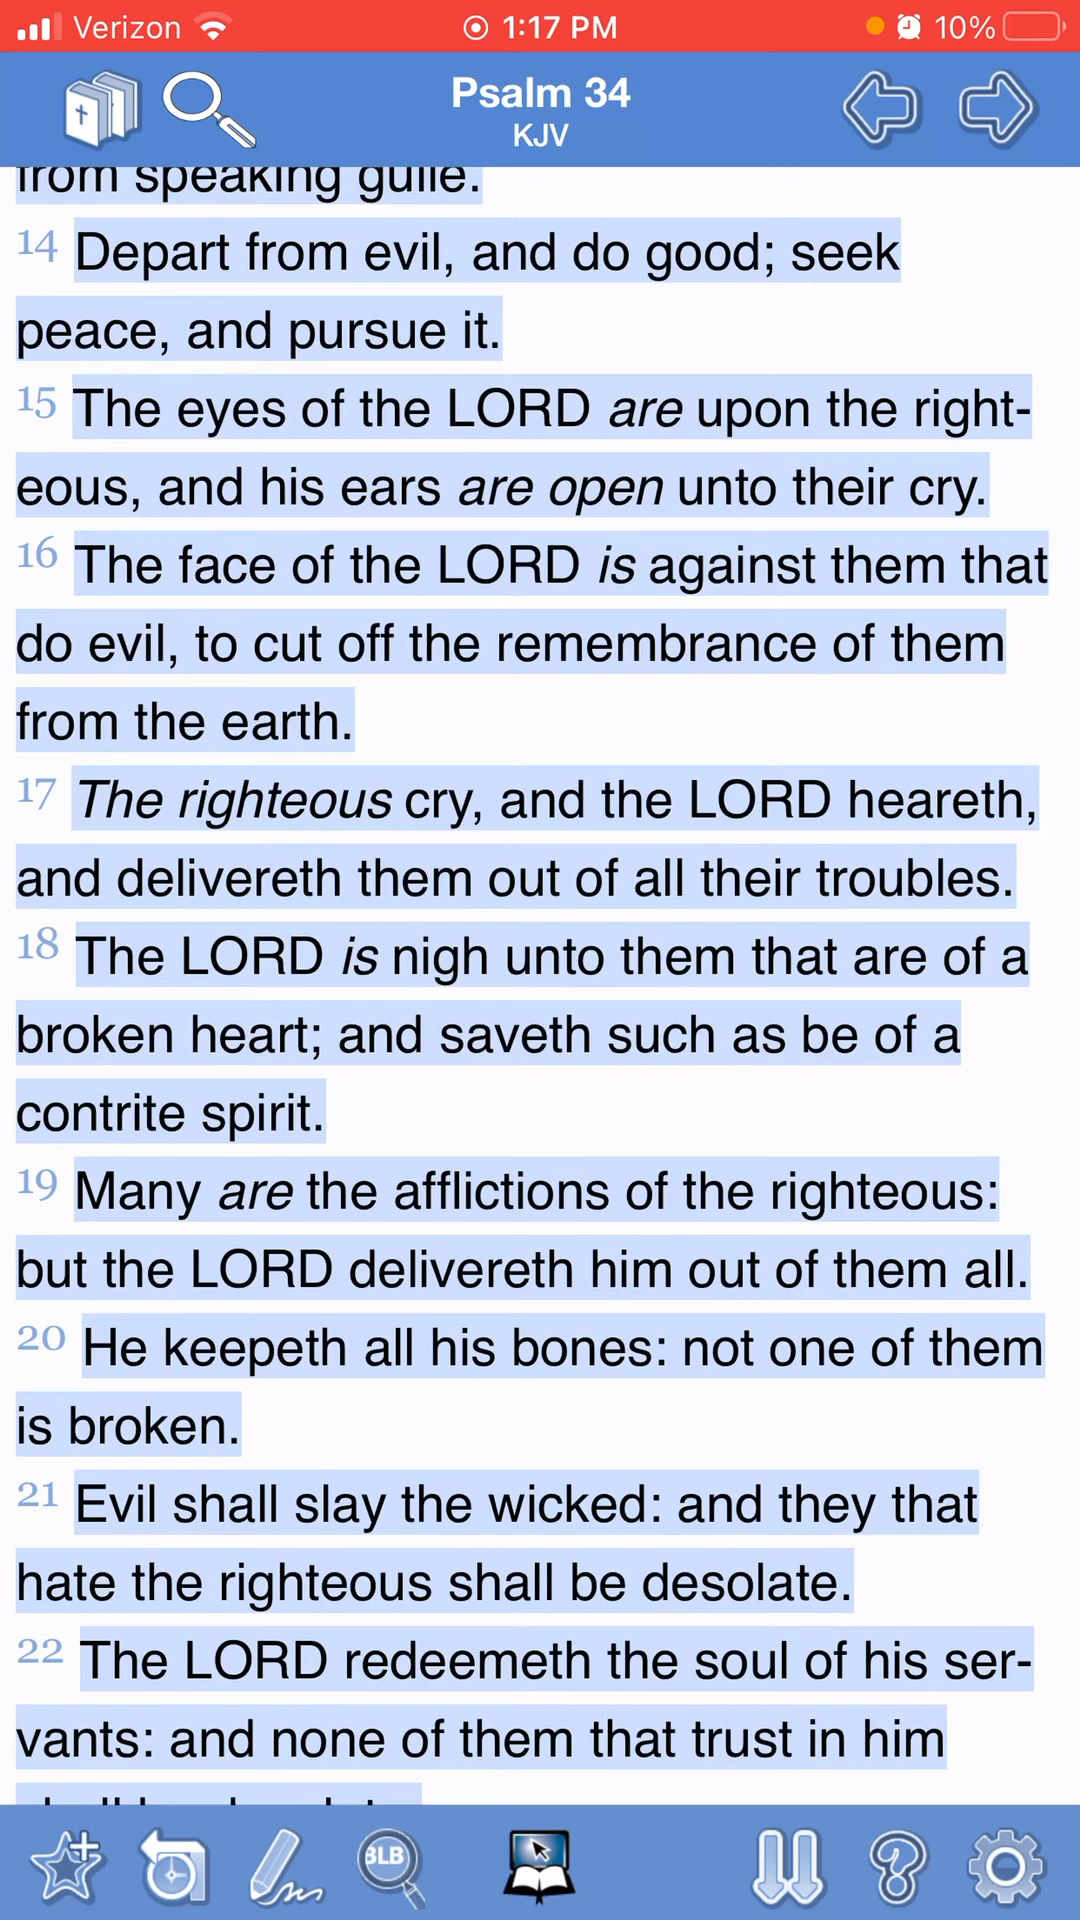 Verizon 1:17 PM 10%
Psalm 34
KJV
from speaking guile.
14 Depart from evil, and do good; seek
peace, and pursue it.
15 The eyes of the LORD are upon the right-
eous, and his ears are open unto their cry.
16 The face of the LORD is against them that
do evil, to cut off the remembrance of them
from the earth.
17 The righteous cry, and the LORD heareth,
and delivereth them out of all their troubles.
18 The LORD is nigh unto them that are of a
broken heart; and saveth such as be of a
contrite spirit.
19 Many are the afflictions of the righteous:
but the LORD delivereth him out of them all.
20 He keepeth all his bones: not one of them
is broken.
21 Evil shall slay the wicked: and they that
hate the righteous shall be desolate.
22 The LORD redeemeth the soul of his ser-
vants: and none of them that trust in him
BLB